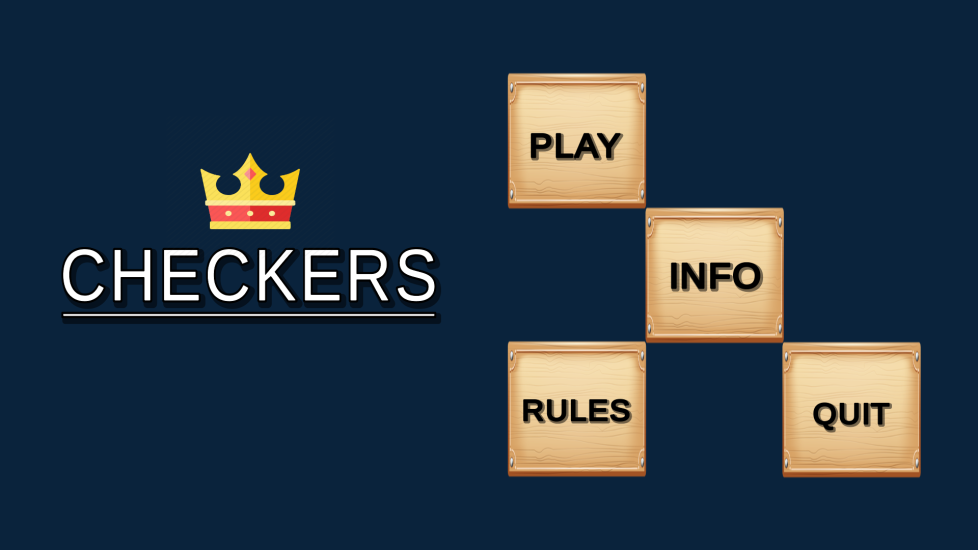 CHECKERS
PLAY
INFO
RULES
QUIT